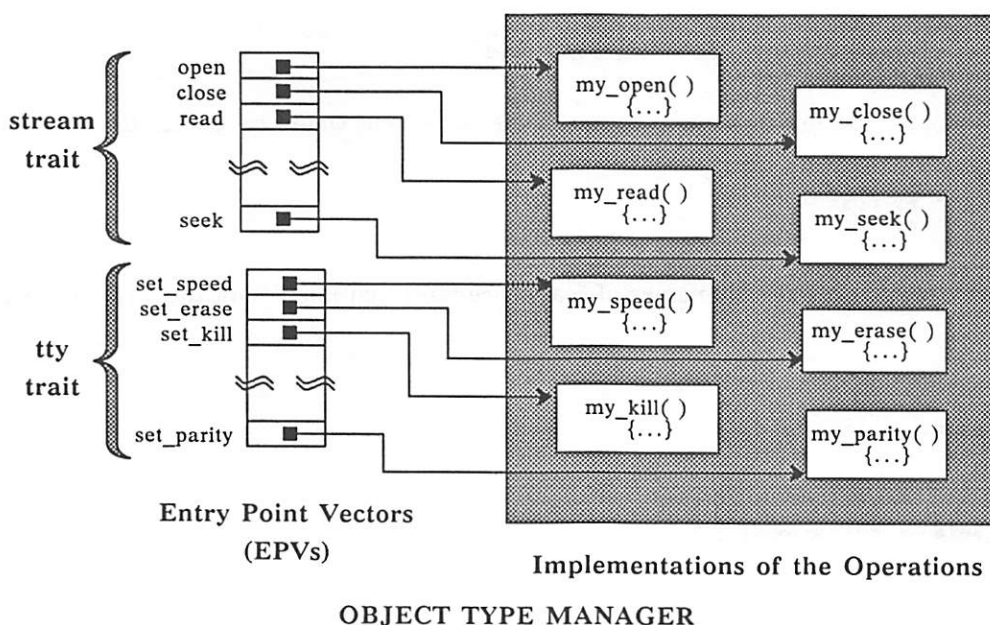 stream
trait
open
close
read
seek
my_open( )
{...}
my_close( )
{...}
my_read( )
{...}
my_seek( )
{...}
tty
trait
set_speed
set_erase
set_kill
set_parity
my_speed( )
{...}
my_erase( )
{...}
my_kill( )
{...}
my_parity( )
{...}
Entry Point Vectors
(EPVs)
Implementations of the Operations
OBJECT TYPE MANAGER